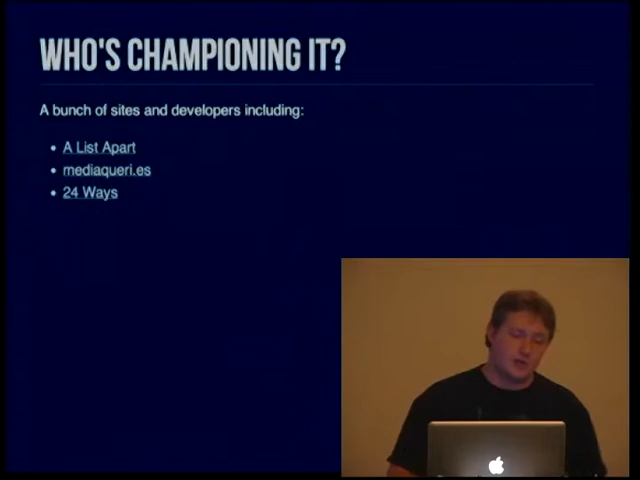 WHO'S CHAMPIONING IT?
A bunch of sites and developers including:
• A List Apart
• mediaqueri.es
• 24 Ways